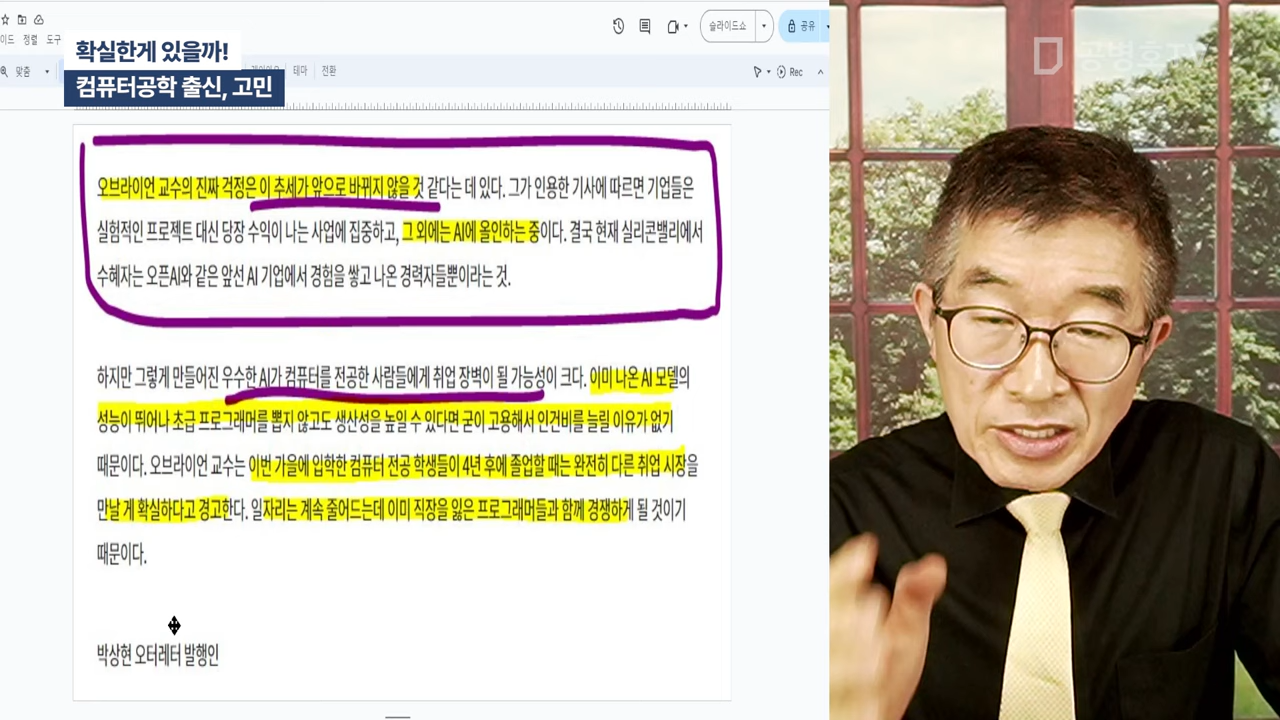 이드 정렬 도구
확실한게 있을까!
컴퓨터공학 출신, 고민
맞춤
테마
전환
슬라이드쇼
공유
Rec
공병호TV
오브라이언 교수의 진짜 걱정은 이 추세가 앞으로 바뀌지 않을 것 같다는 데 있다. 그가 인용한 기사에 따르면 기업들은
실험적인 프로젝트 대신 당장 수익이 나는 사업에 집중하고, 그 외에는 AI에 올인하는 중이다. 결국 현재 실리콘밸리에서
수혜자는 오픈AI와 같은 앞선 AI 기업에서 경험을 쌓고 나온 경력자들뿐이라는 것.
하지만 그렇게 만들어진 우수한 AI가 컴퓨터를 전공한 사람들에게 취업 장벽이 될 가능성이 크다. 이미 나온 AI 모델의
성능이 뛰어나 초급 프로그래머를 뽑지 않고도 생산성을 높일 수 있다면 굳이 고용해서 인건비를 늘릴 이유가 없기
때문이다. 오브라이언 교수는 이번 가을에 입학한 컴퓨터 전공 학생들이 4년 후에 졸업할 때는 완전히 다른 취업 시장을
만날 게 확실하다고 경고한다. 일자리는 계속 줄어드는데 이미 직장을 잃은 프로그래머들과 함께 경쟁하게 될 것이기
때문이다.
박상현 오터레터 발행인